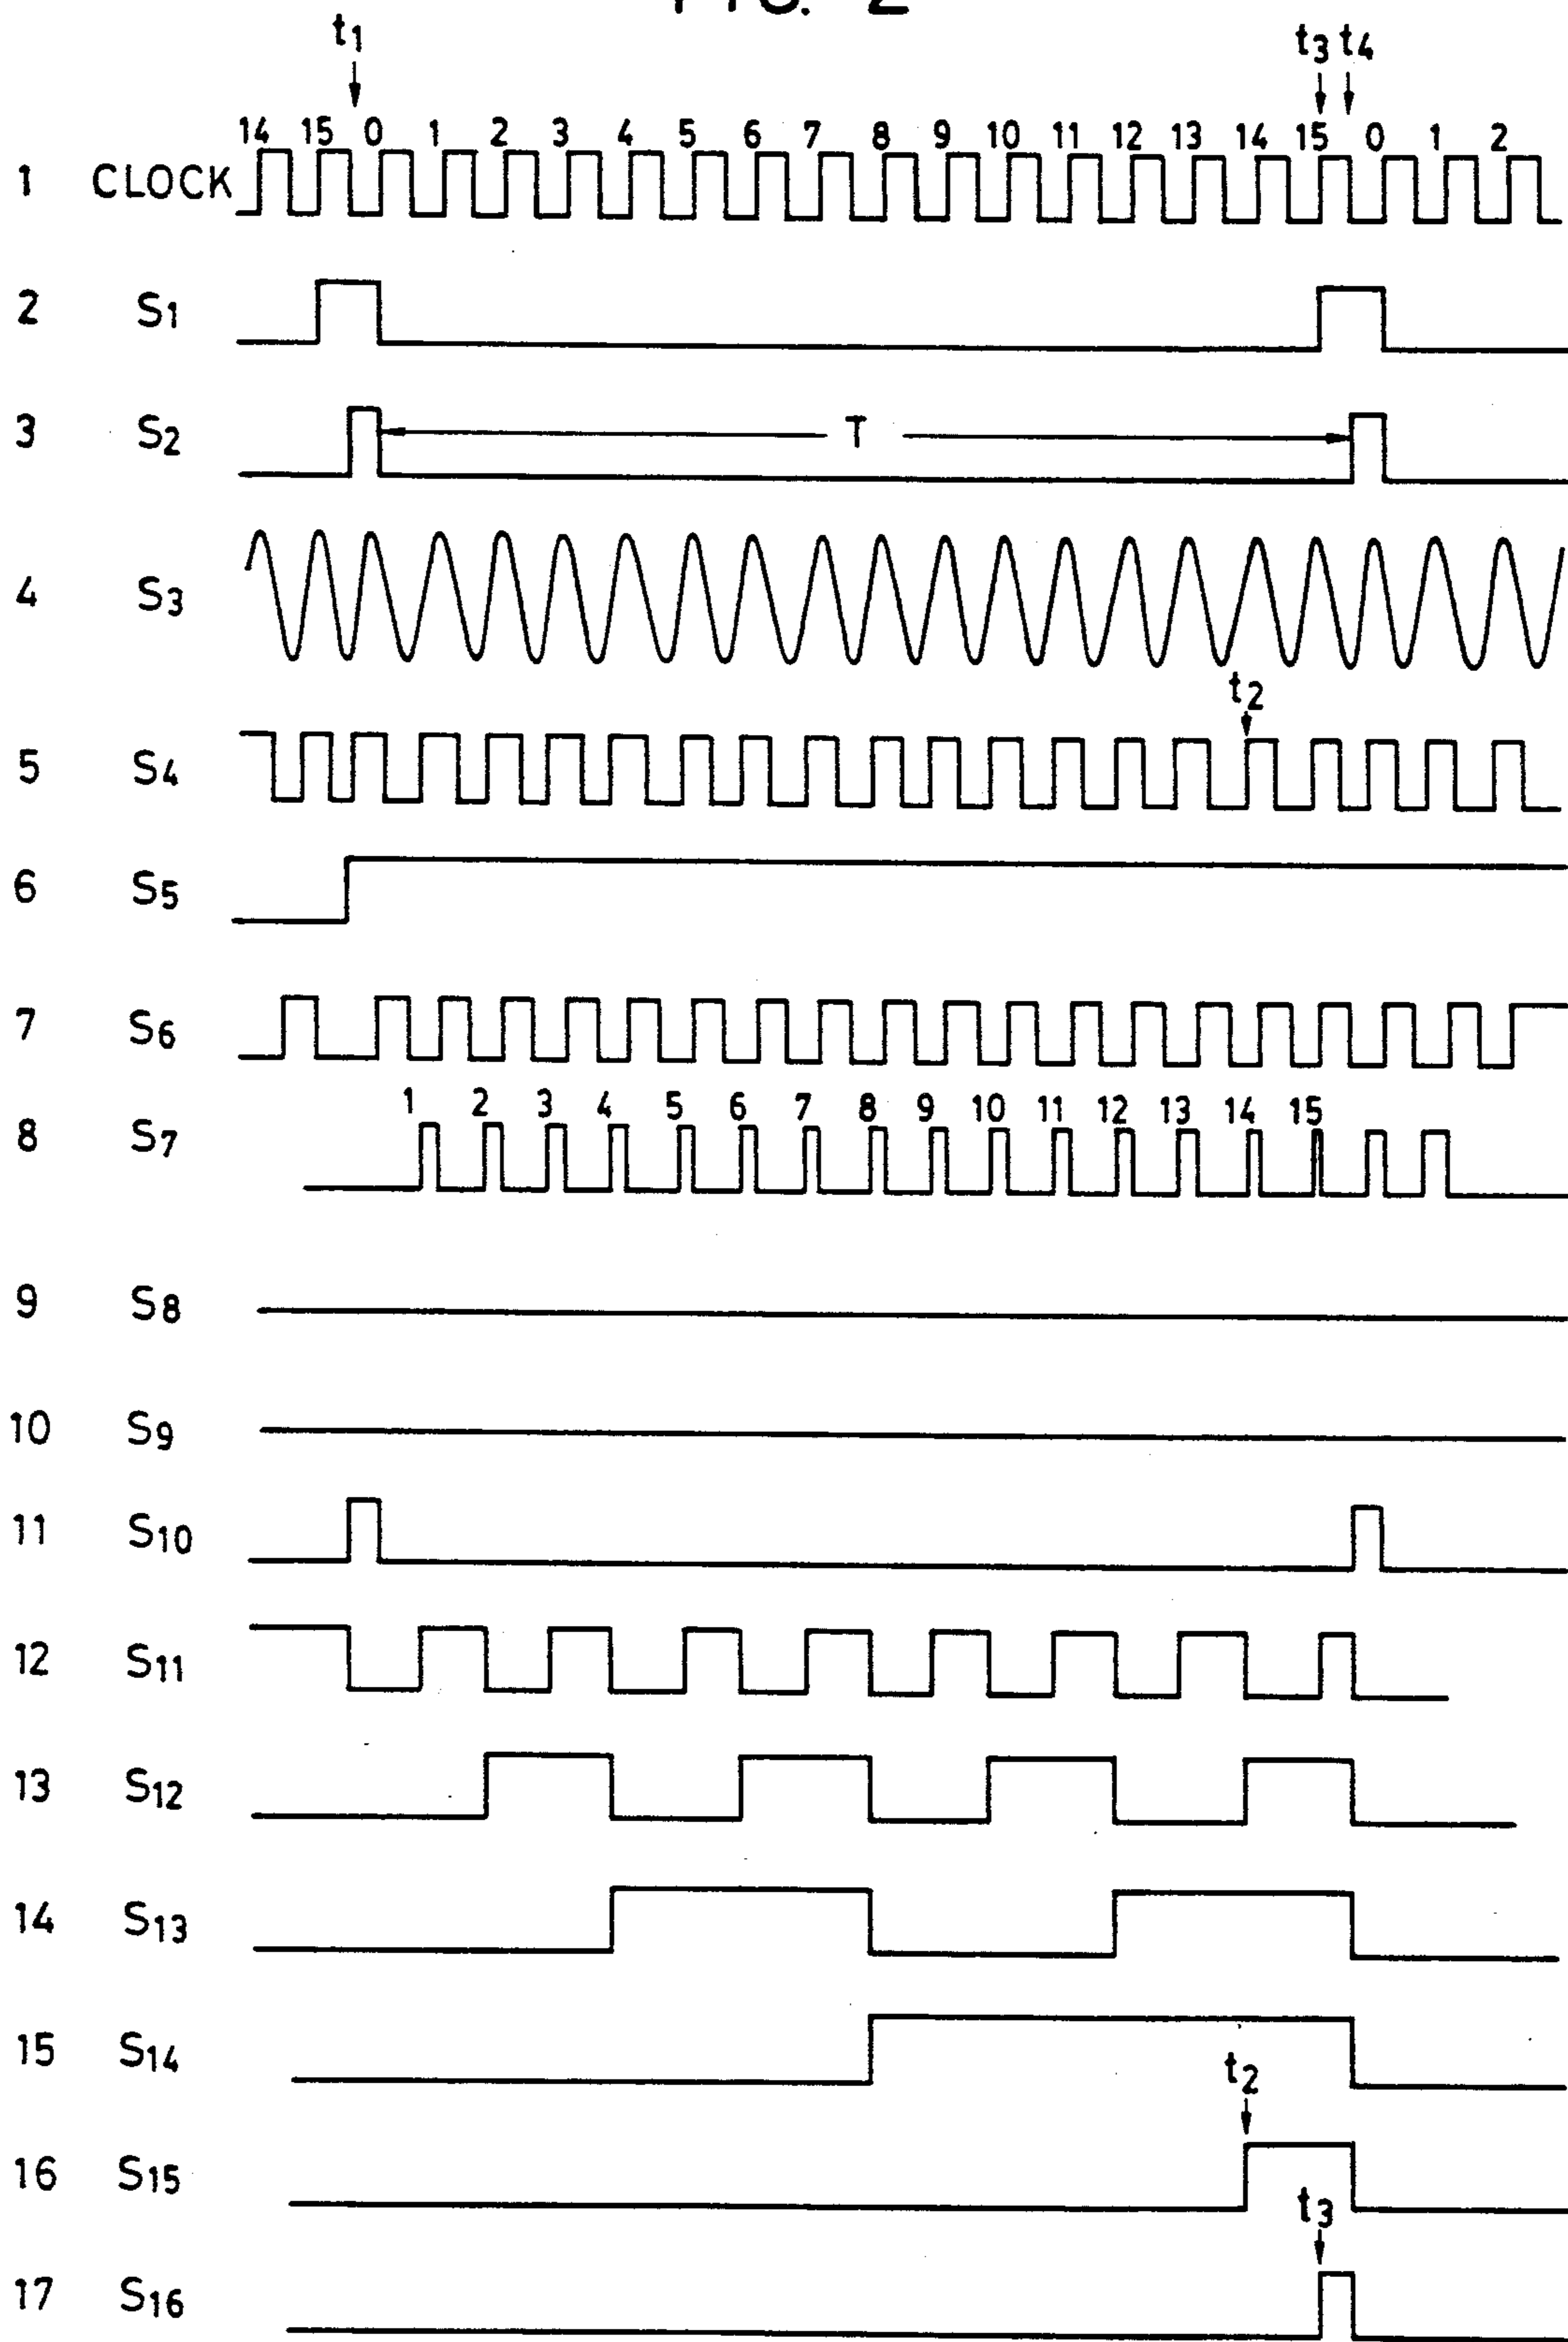 FIG. 2
t1 t3 t4
14 15 0 1 2 3 4 5 6 7 8 9 10 11 12 13 14 15 0 1 2
1 CLOCK
2 S1
3 S2 T
4 S3
t2
5 S4
6 S5
7 S6
1 2 3 4 5 6 7 8 9 10 11 12 13 14 15
8 S7
9 S8
10 S9
11 S10
12 S11
13 S12
14 S13
15 S14
t2
16 S15
t3
17 S16